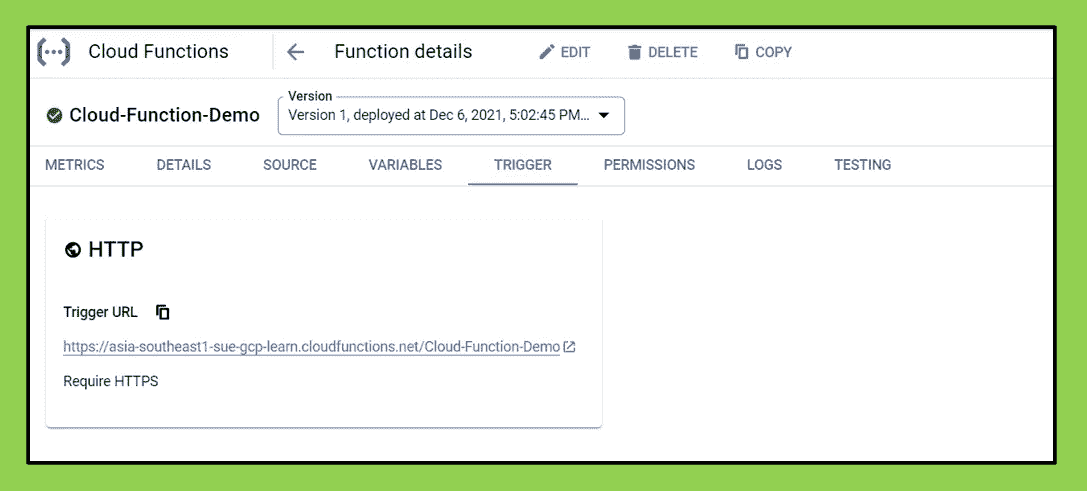 Cloud Functions Function details EDIT DELETE COPY
Version
Cloud-Function-Demo Version 1, deployed at Dec 6, 2021, 5:02:45 PM...
METRICS DETAILS SOURCE VARIABLES TRIGGER PERMISSIONS LOGS TESTING
HTTP
Trigger URL
https://asia-southeast1-sue-gcp-learn.cloudfunctions.net/Cloud-Function-Demo
Require HTTPS